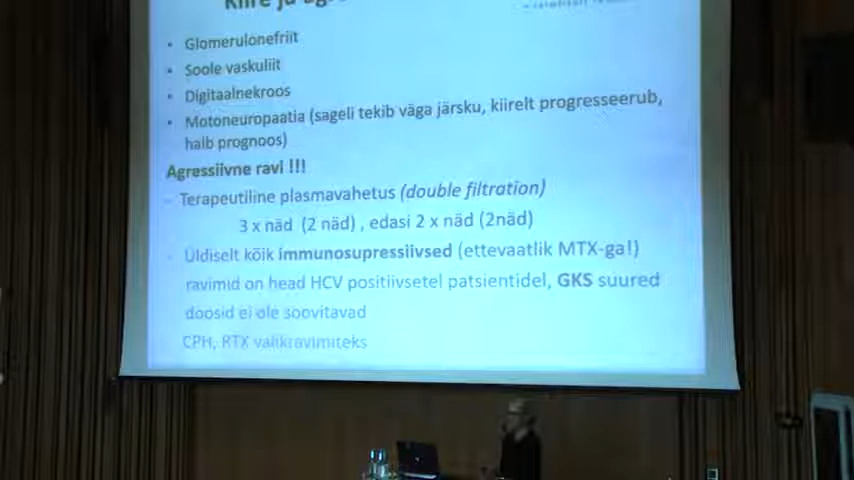 Kiire ja
• Glomerulonefriit
• Soole vaskuliit
• Digitaalnekroos
• Motoneuropaatia (sageli tekib väga järsku, kiirelt progresseerub,
halb prognoos)
Agressiivne ravi !!!
- Terapeutiline plasmavahetus (double filtration)
3 x näd (2 näd) , edasi 2 x näd (2näd)
- Üldiselt kõik immunosupressiivsed (ettevaatlik MTX-ga!)
ravimid on head HCV positiivsetel patsientidel, GKS suured
doosid ei ole soovitavad
CPH, RTX valikravimiteks